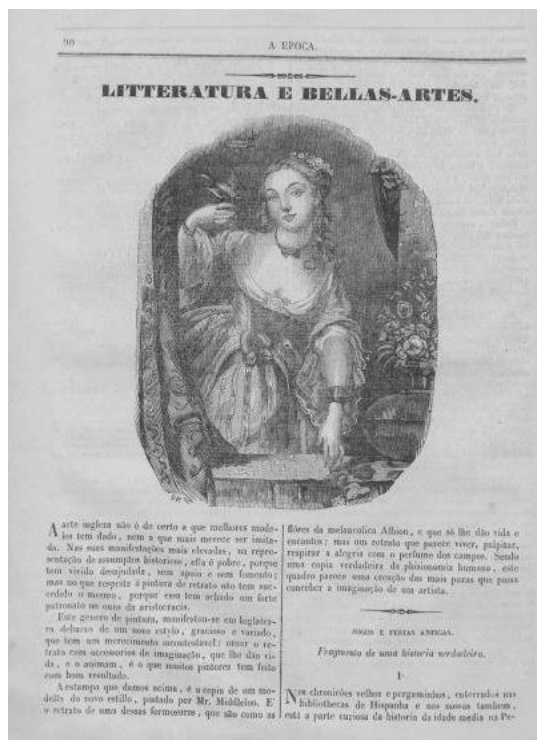 90
A EPOCA.
LITTERATURA E BELLAS-ARTES.
A arte ingleza não é de certo a que melhores mode-
los tem dado, nem a que mais merece ser imita-
da. Nas suas manifestações mais elevadas, na repre-
sentação de assumptos historicos, ella é pobre, porque
tem vivido desajudada, sem apoio e sem fomento;
mas no que respeita á pintura de retrato não tem suc-
cedido o mesmo, porque essa tem achado um forte
patronato no ouro da aristocracia.
Este genero de pintura, manifestou-se em Inglater-
ra debaixo de um novo estylo, gracioso e variado,
que tem um merecimento incontestavel: ornar o re-
trato com accessorios de imaginação, que lhe dão vi-
da, e o animam, é o que muitos pintores tem feito
com bom resultado.
A estampa que damos acima, é a copia de um mo-
dello do novo estillo, pintado por Mr. Middleton. E'
o retrato de uma dessas formosuras, que são como as
flôres da melancolica Albion, e que só lhe dão vida e
encantos; mas um retrato que parece viver, palpitar,
respirar a alegria com o perfume dos campos. Sendo
uma copia verdadeira da phisionomia humana, este
quadro parece uma creação das mais puras que possa
conceber a imaginação de um artista.
JOGOS E FESTAS ANTIGAS.
Fragmento de uma historia verdadeira.
I
Nos chronicões velhos e pergaminhos, enterrados nas
bibliothecas de Hispanha e nos nossos tambem,
está a parte curiosa da historia da idade media na Pe-